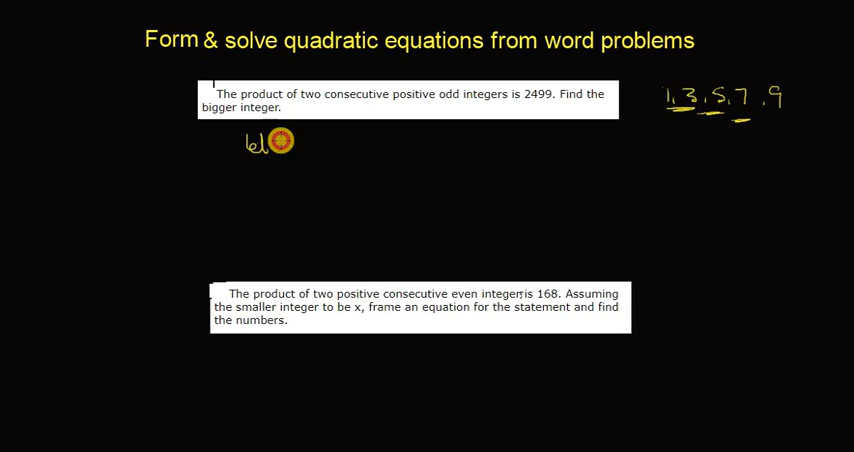 Form & solve quadratic equations from word problems
The product of two consecutive positive odd integers is 2499. Find the
bigger integer.
1, 3, 5, 7, 9
The product of two positive consecutive even integers is 168. Assuming
the smaller integer to be x, frame an equation for the statement and find
the numbers.